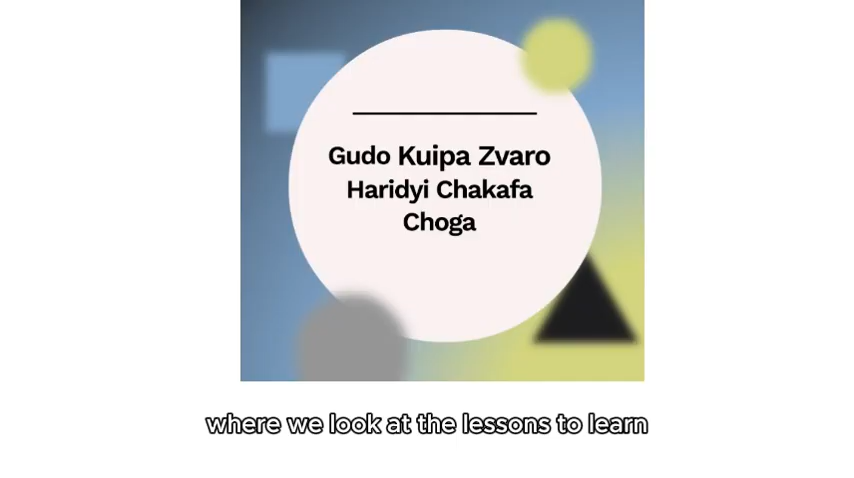 Gudo Kuipa Zvaro
Haridyi Chakafa
Choga
where we look at the lessons to learn